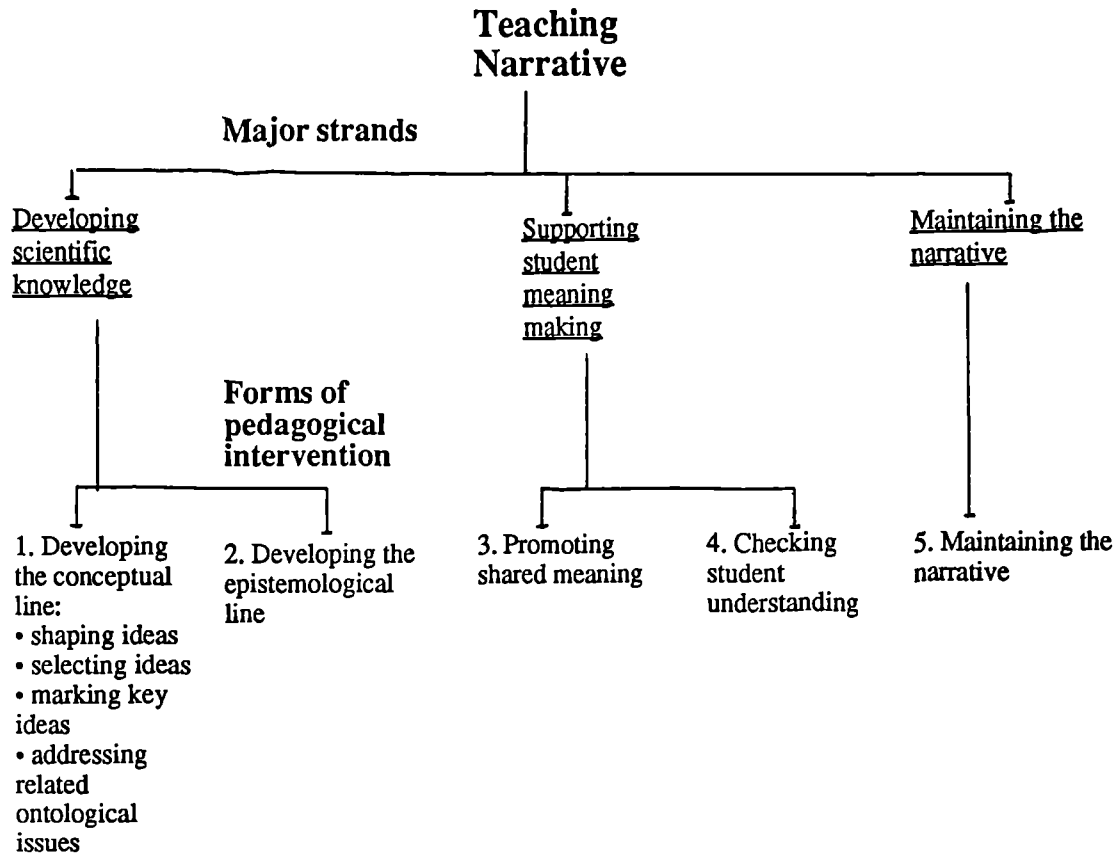 Teaching
Narrative
Major strands
Developing
scientific
knowledge
Supporting
student
meaning
making
Maintaining the
narrative
Forms of
pedagogical
intervention
1. Developing
the conceptual
line:
• shaping ideas
• selecting ideas
• marking key
ideas
• addressing
related
ontological
issues
2. Developing the
epistemological
line
3. Promoting
shared meaning
4. Checking
student
understanding
5. Maintaining the
narrative